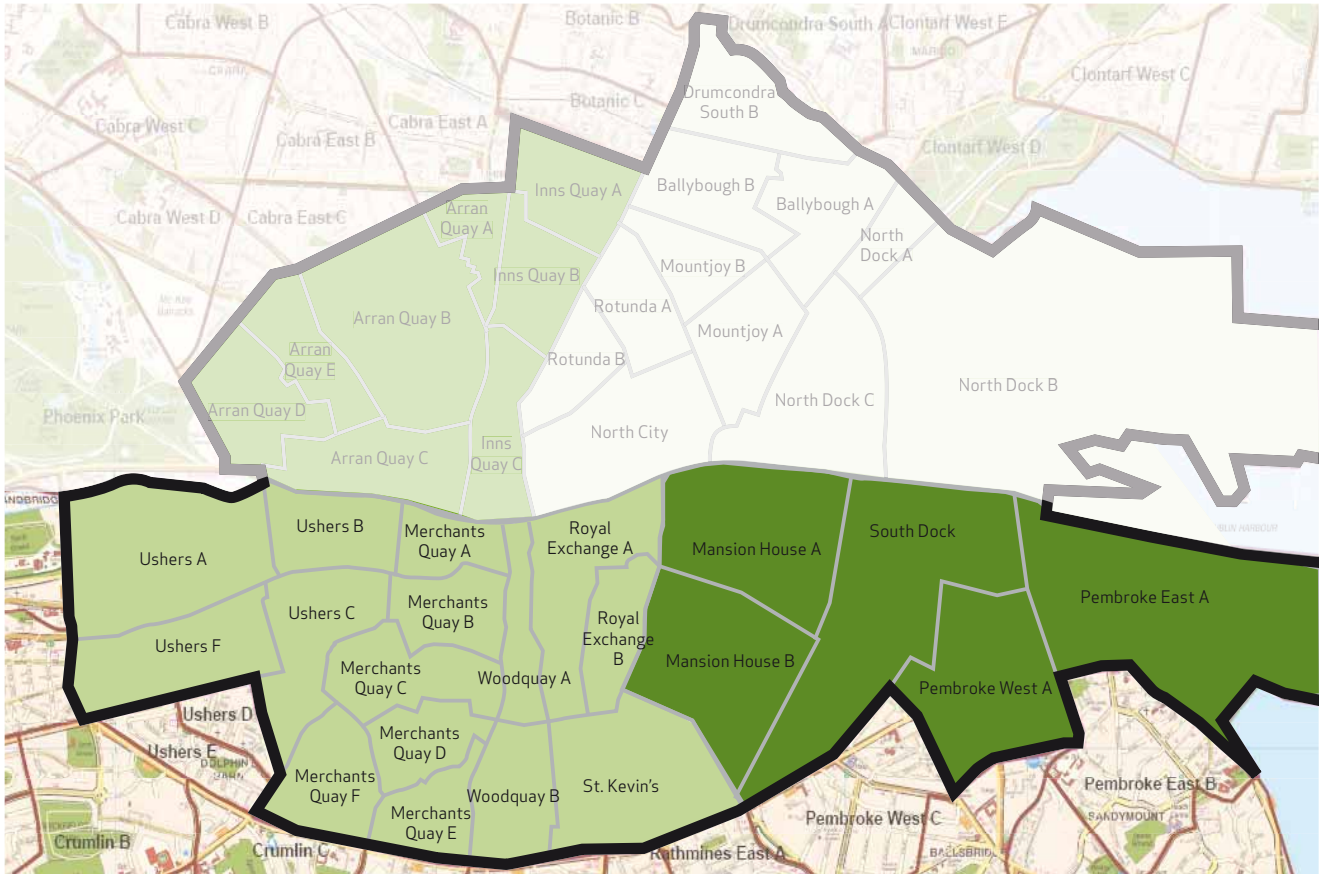 Cabra West B
Botanic B
Drumcondra South A
Clontarf West E
Clontarf West C
Cabra West C
Cabra East B
Cabra East A
Botanic C
Drumcondra
South B
Clontarf West D
Cabra West D
Cabra East C
Arran
Quay A
Inns Quay A
Ballybough B
Ballybough A
North
Dock A
Inns Quay B
Mountjoy B
Rotunda A
Arran Quay B
Mountjoy A
Arran
Quay E
Rotunda B
North Dock B
Phoenix Park
Arran Quay D
North Dock C
North City
Arran Quay C
Inns
Quay C
Ushers A
Ushers B
Merchants
Quay A
Royal
Exchange A
Mansion House A
South Dock
Pembroke East A
Ushers C
Merchants
Quay B
Royal
Exchange
B
Ushers F
Merchants
Quay C
Woodquay A
Mansion House B
Pembroke West A
Ushers D
Ushers E
DOLPHIN
BARN
Merchants
Quay D
Merchants
Quay F
Woodquay B
St. Kevin's
Pembroke East B
SANDYMOUNT
Merchants
Quay E
Pembroke West C
Crumlin B
Crumlin C
Rathmines East A